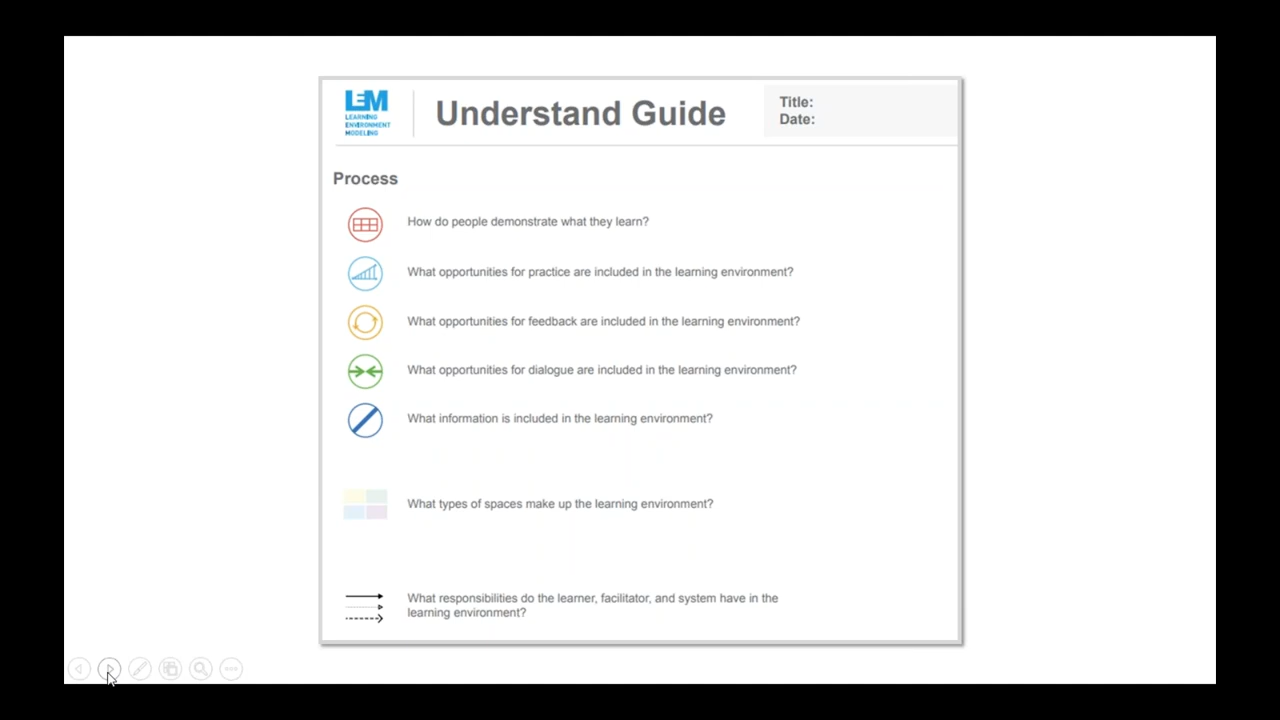 LEM
LEARNING
ENVIRONMENT
MODELING
Understand Guide
Title:
Date:
Process
How do people demonstrate what they learn?
What opportunities for practice are included in the learning environment?
What opportunities for feedback are included in the learning environment?
What opportunities for dialogue are included in the learning environment?
What information is included in the learning environment?
What types of spaces make up the learning environment?
What responsibilities do the learner, facilitator, and system have in the
learning environment?